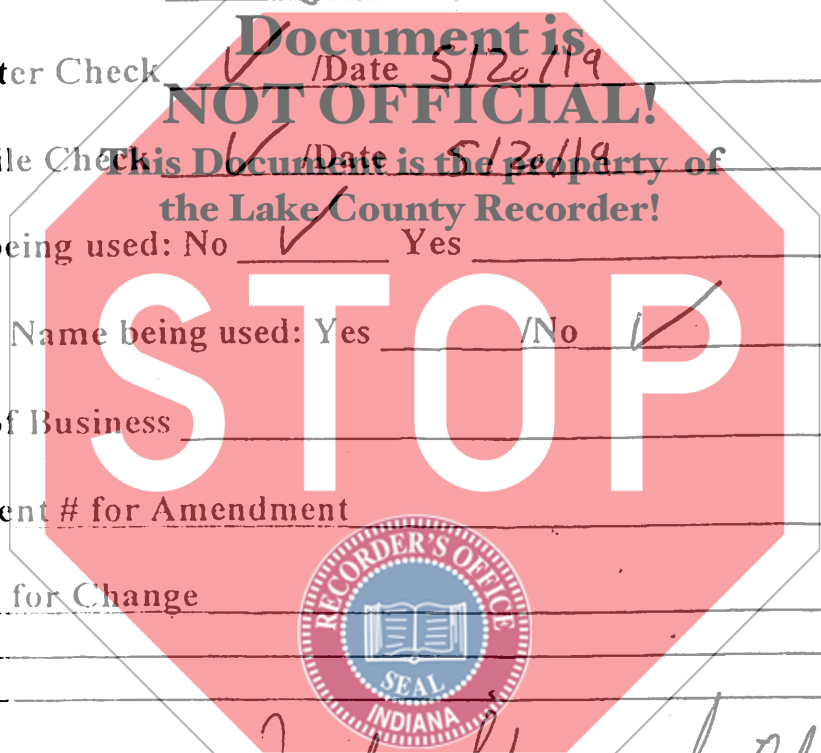 Document is
ter Check ✓ /Date 5/20/19
NOT OFFICIAL!
ile Check ✓ /Date 5/20/19
This Document is the property of
the Lake County Recorder!
eing used: No ✓ Yes
Name being used: Yes /No ✓
STOP
of Business
ent # for Amendment
for Change
RECORDER'S OFFICE
SEAL
INDIANA